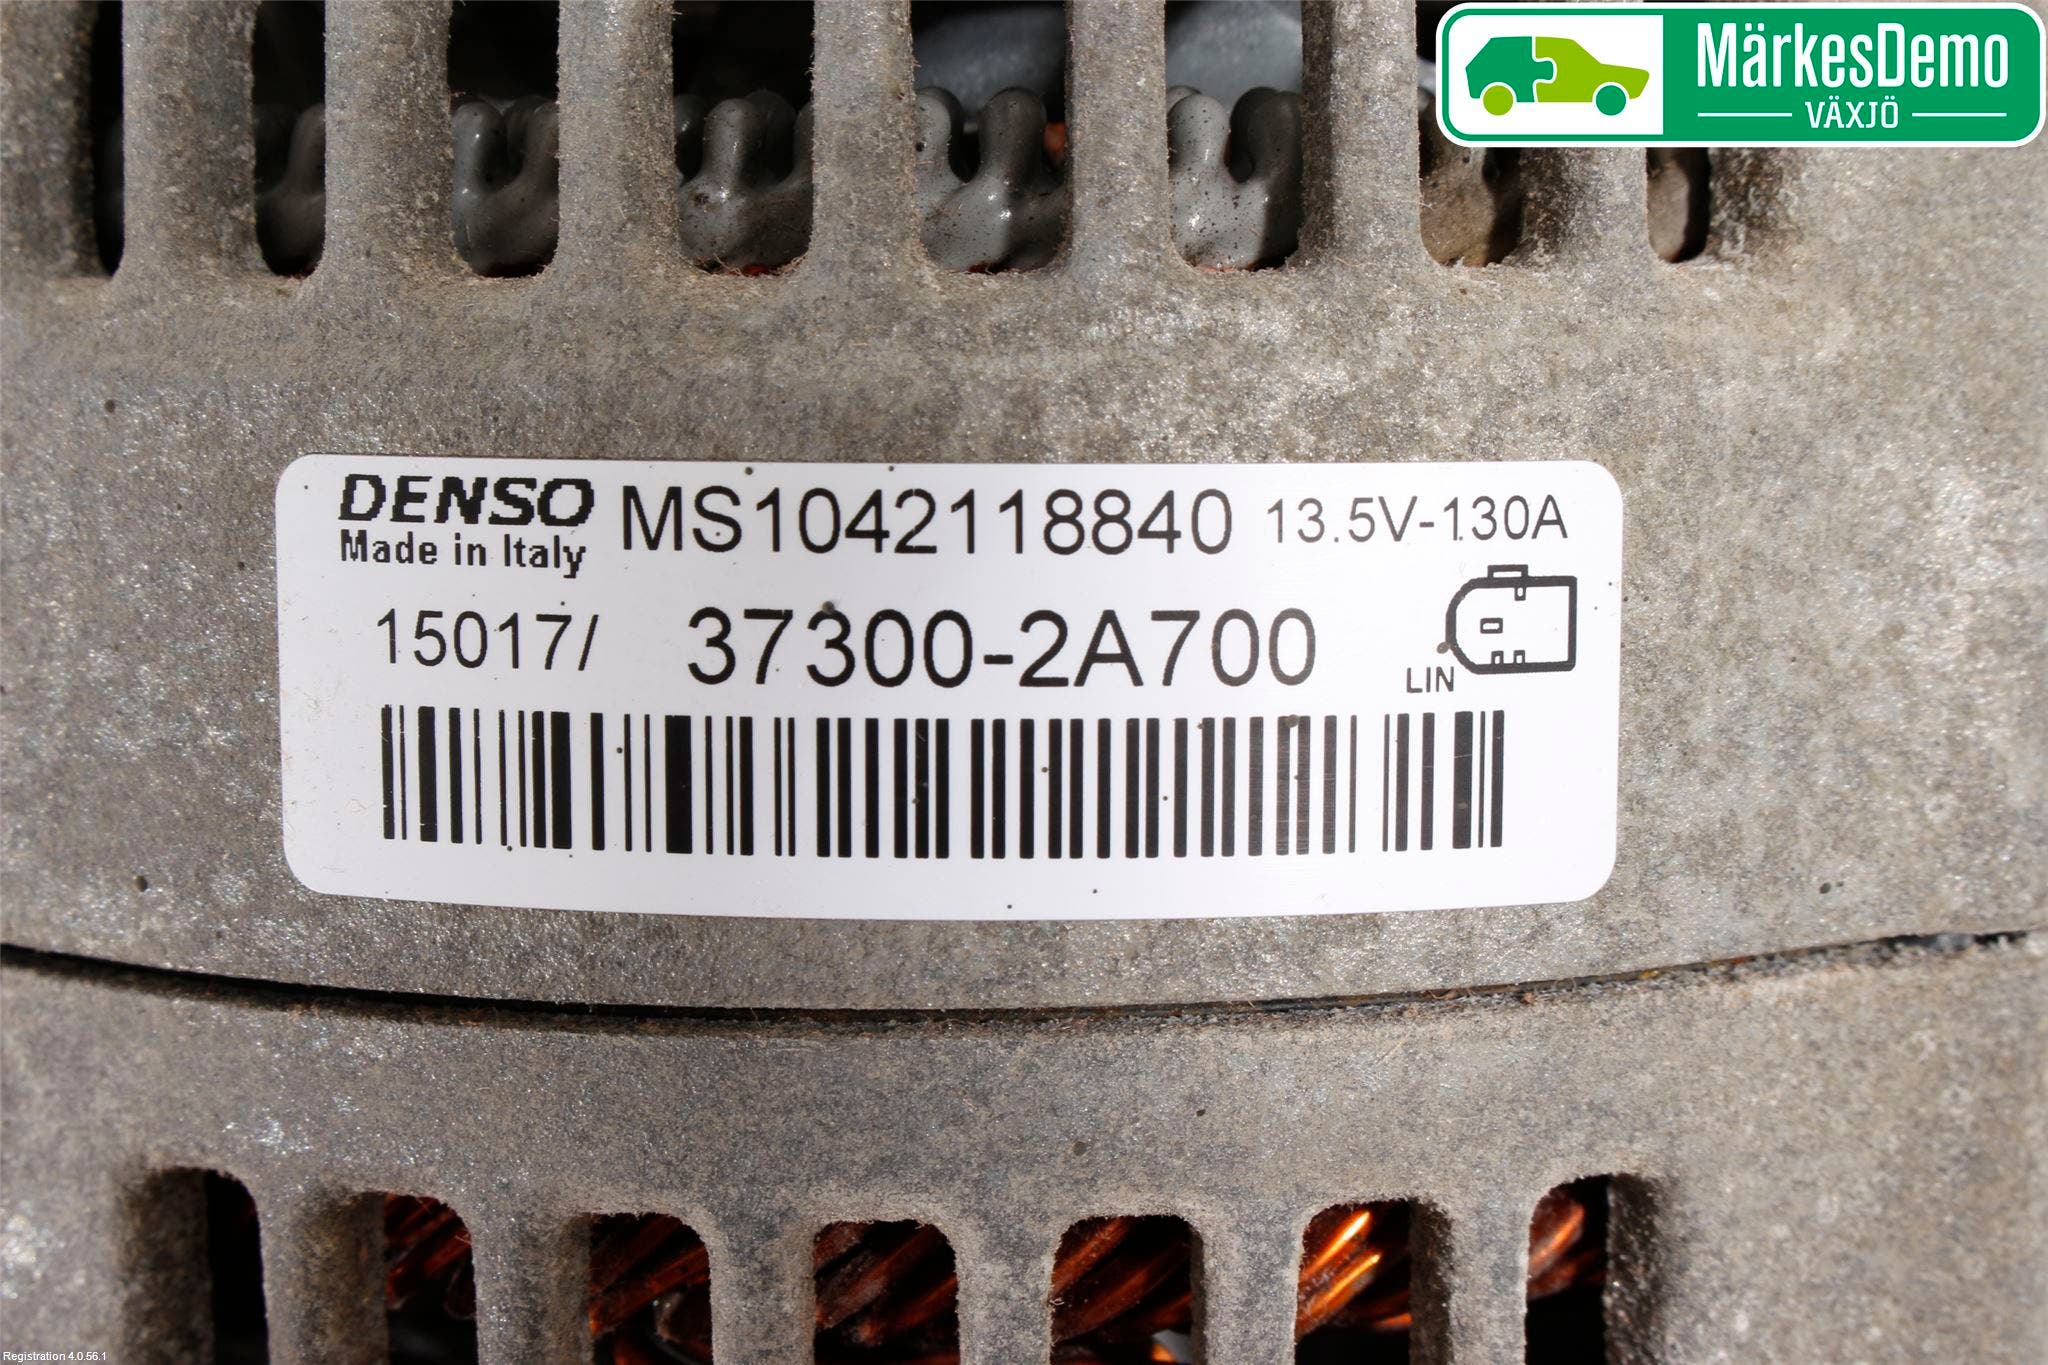 MärkesDemo
VÄXJÖ
DENSO MS1042118840 13.5V-130A
Made in Italy
15017/ 37300-2A700
LIN
Registration 4.0.56.1